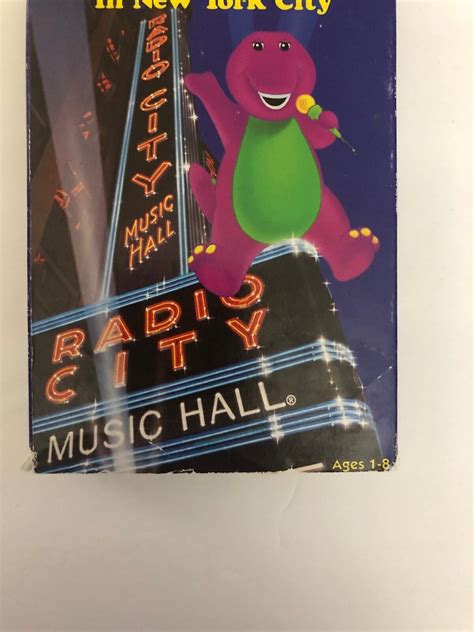 In New York City
RADIO CITY
MUSIC
HALL
RADIO
CITY
MUSIC HALL®
Ages 1-8